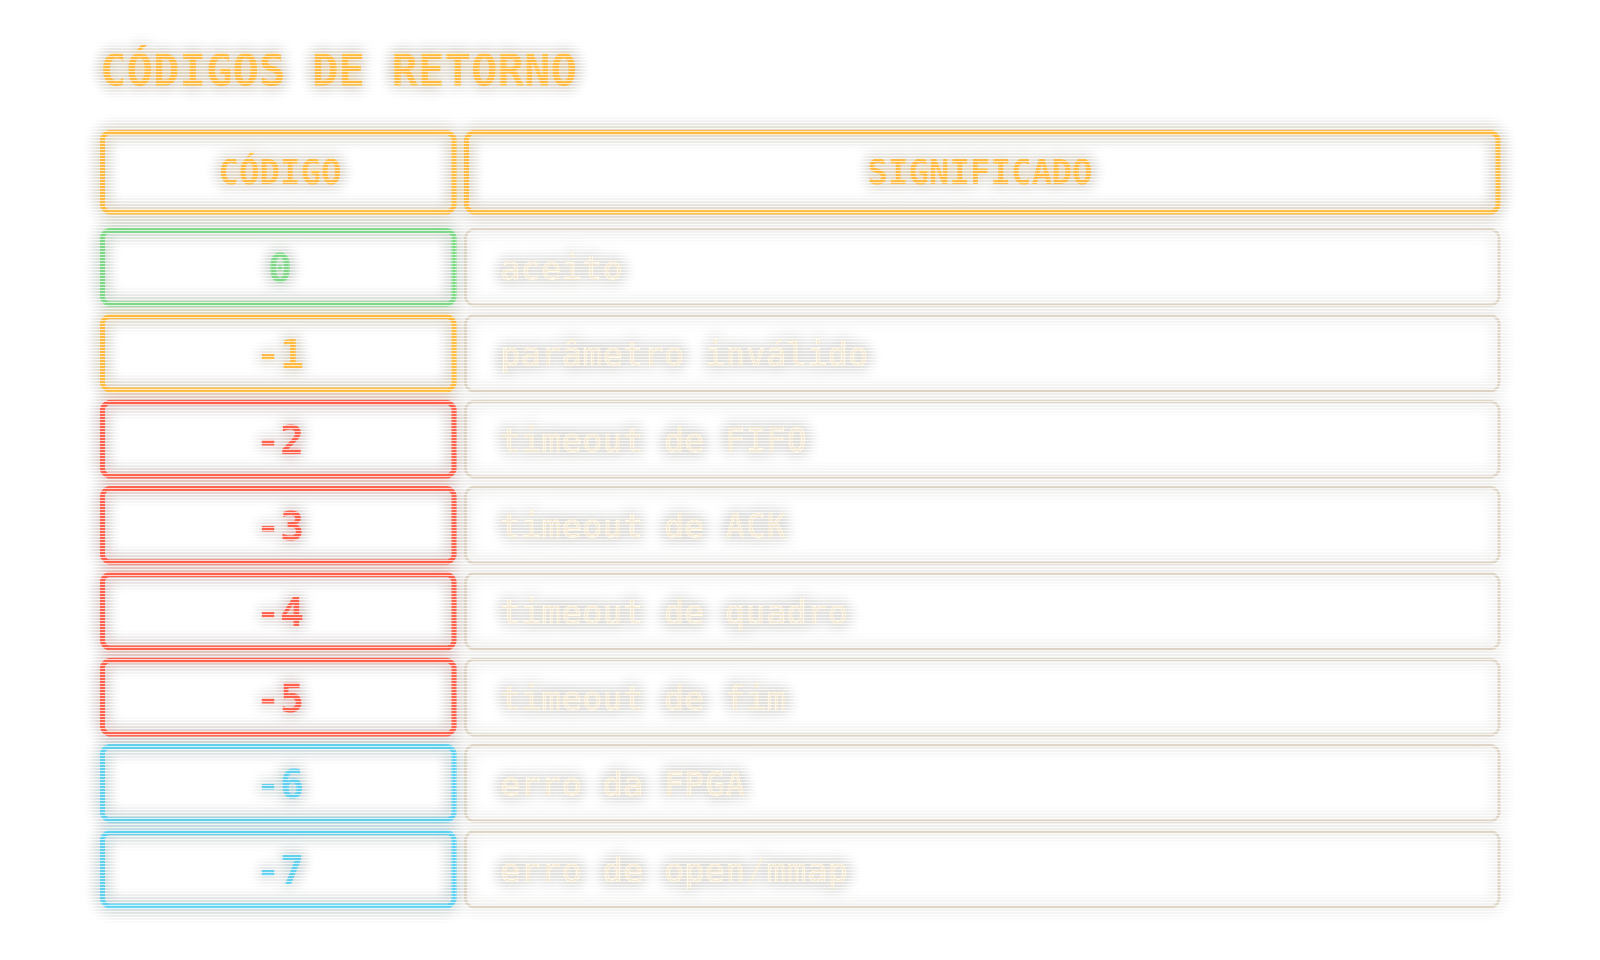 CÓDIGOS DE RETORNO
CÓDIGO SIGNIFICADO
0 aceito
-1 parâmetro inválido
-2 timeout de FIFO
-3 timeout de ACK
-4 timeout de quadro
-5 timeout de fim
-6 erro da FPGA
-7 erro de open/mmap